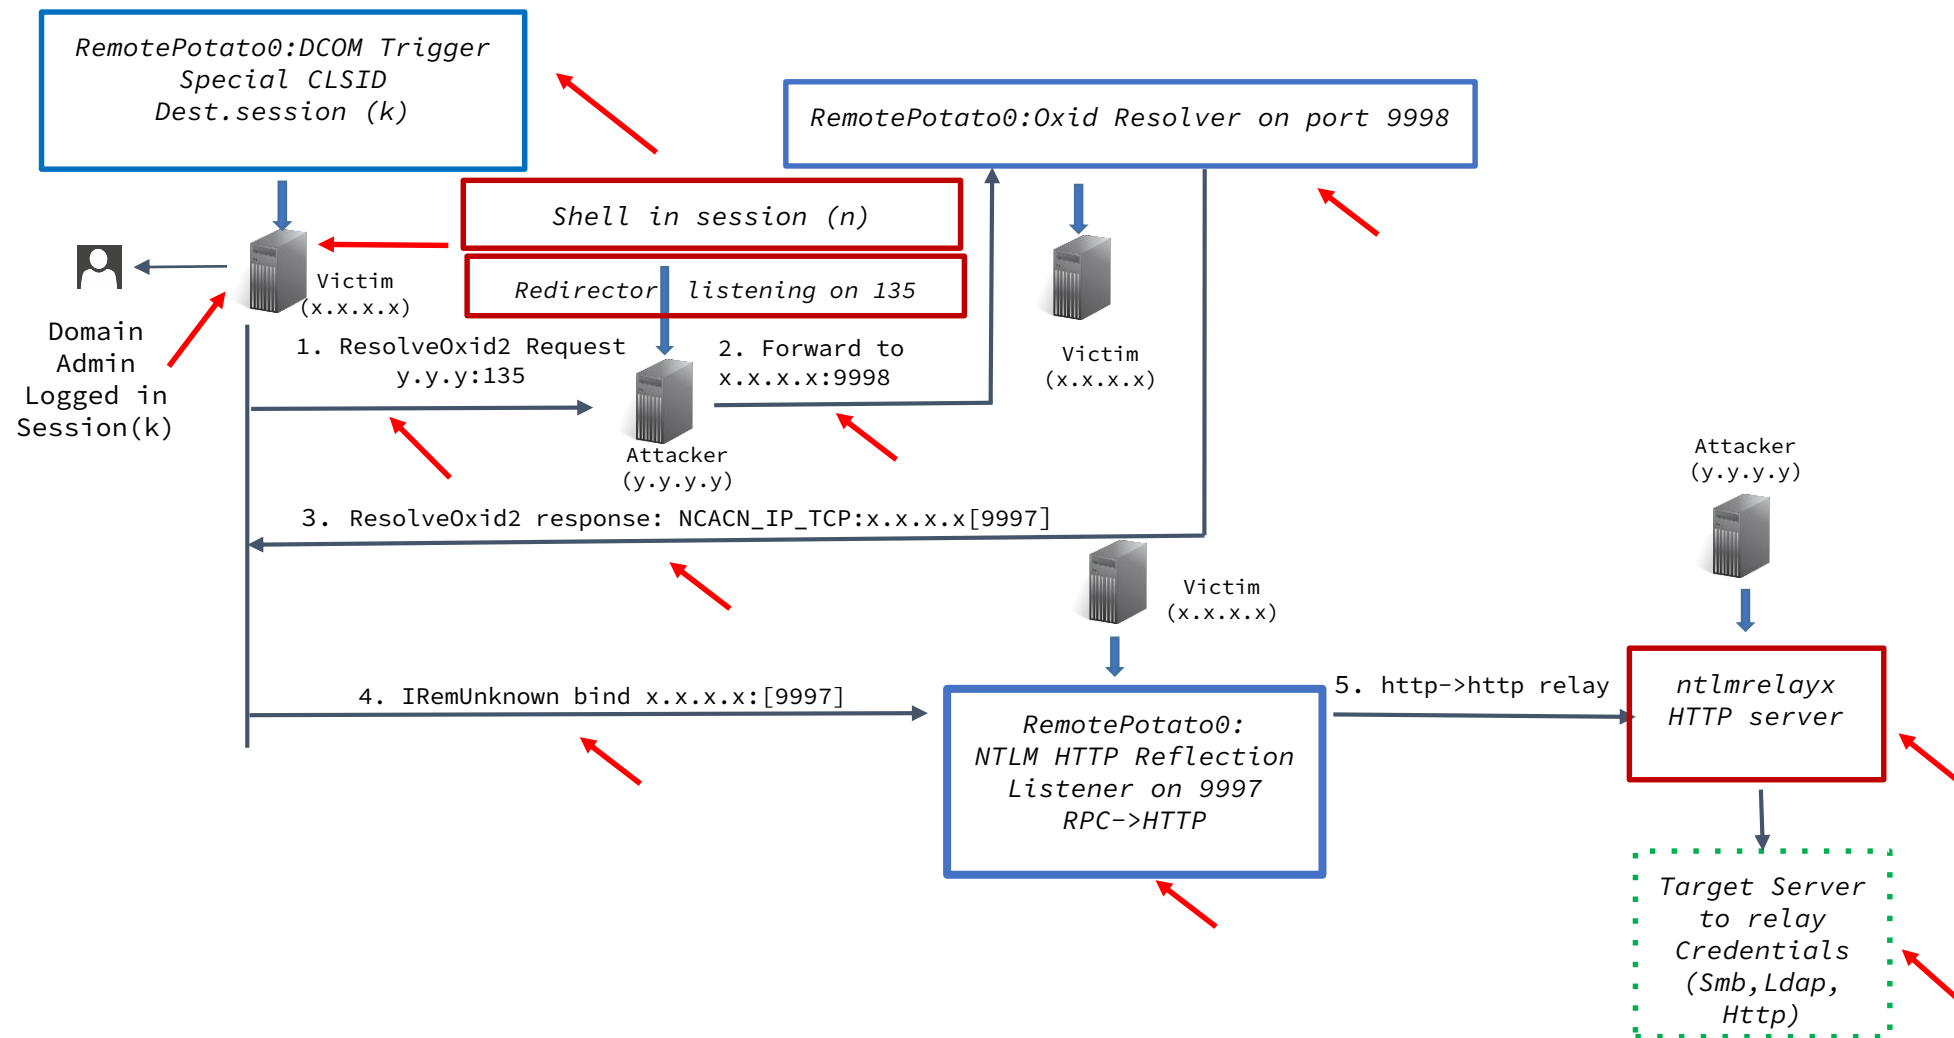 RemotePotato0:DCOM Trigger
Special CLSID
Dest.session (k)
RemotePotato0:Oxid Resolver on port 9998
Shell in session (n)
Redirector listening on 135
Victim
(x.x.x.x)
Domain
Admin
Logged in
Session(k)
1. ResolveOxid2 Request
y.y.y:135
2. Forward to
x.x.x.x:9998
Victim
(x.x.x.x)
Attacker
(y.y.y.y)
Attacker
(y.y.y.y)
3. ResolveOxid2 response: NCACN_IP_TCP:x.x.x.x[9997]
Victim
(x.x.x.x)
4. IRemUnknown bind x.x.x.x:[9997]
RemotePotato0:
NTLM HTTP Reflection
Listener on 9997
RPC->HTTP
5. http->http relay
ntlmrelayx
HTTP server
Target Server
to relay
Credentials
(Smb,Ldap,
Http)